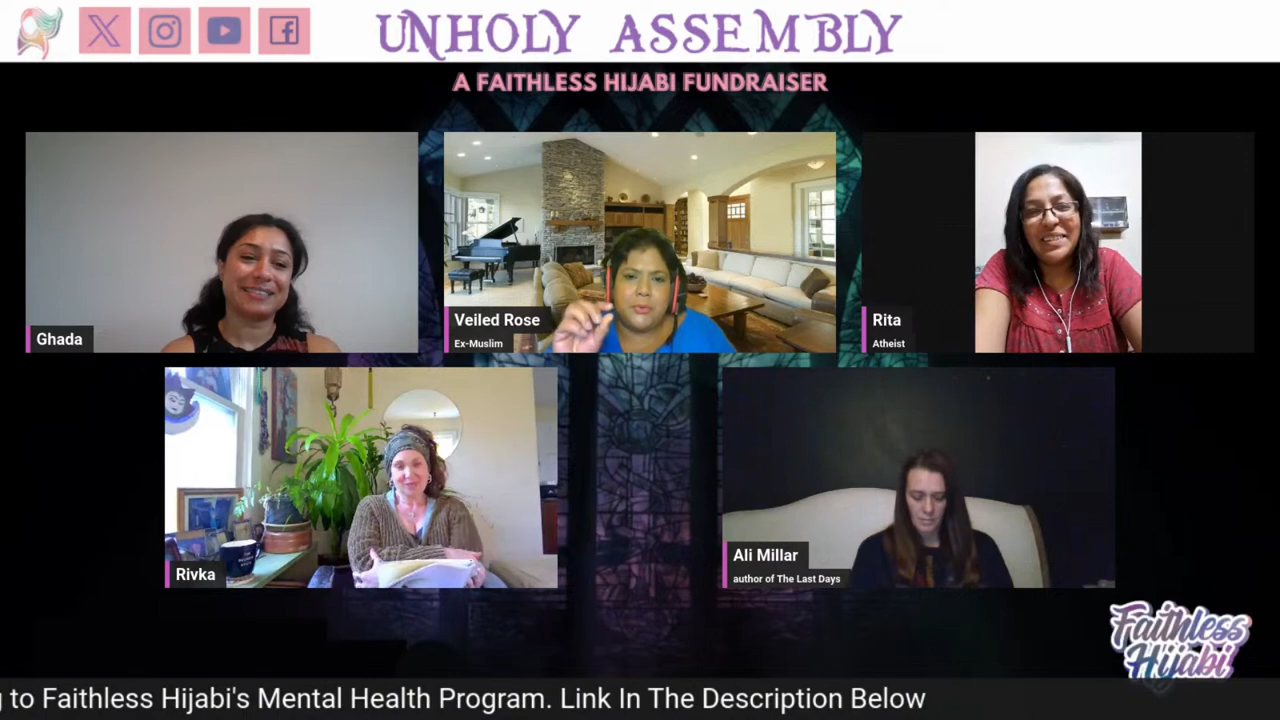 UNHOLY ASSEMBLY
A FAITHLESS HIJABI FUNDRAISER
Ghada
Veiled Rose
Ex-Muslim
Rita
Atheist
Rivka
Ali Millar
author of The Last Days
Faithless
Hijabi
to Faithless Hijabi's Mental Health Program. Link In The Description Below